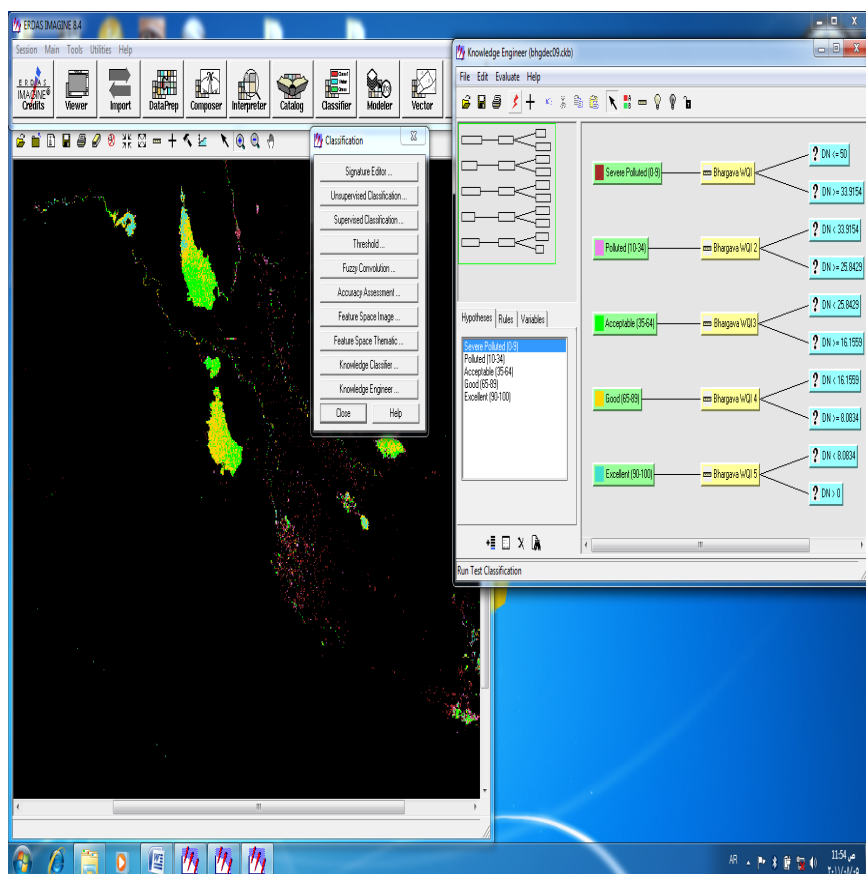 ERDAS IMAGINE 8.4
Session Main Tools Utilities Help
ERDAS
IMAGINE
Credits Viewer Import DataPrep Composer Interpreter Catalog Classifier Modeler Vector
Classification
Signature Editor ...
Unsupervised Classification...
Supervised Classification ...
Threshold ...
Fuzzy Convolution ...
Accuracy Assessment ...
Feature Space Image ...
Feature Space Thematic ...
Knowledge Classifier ...
Knowledge Engineer ...
Close Help
Knowledge Engineer (bhgdec09.ckb)
File Edit Evaluate Help
Hypotheses Rules Variables
Severe Polluted (0-9)
Polluted (10-34)
Acceptable (35-64)
Good (65-89)
Excellent (90-100)
Severe Polluted (0-9) Bhargava WQI ? DN <= 50
? DN >= 33.9154
Polluted (10-34) Bhargava WQI 2 ? DN < 33.9154
? DN >= 25.8429
Acceptable (35-64) Bhargava WQI 3 ? DN < 25.8429
? DN >= 16.1559
Good (65-89) Bhargava WQI 4 ? DN < 16.1559
? DN >= 8.0834
Excellent (90-100) Bhargava WQI 5 ? DN < 8.0834
? DN > 0
Run Test Classification
AR
11:54 ص
٢٠١١/٠٨/٠٥